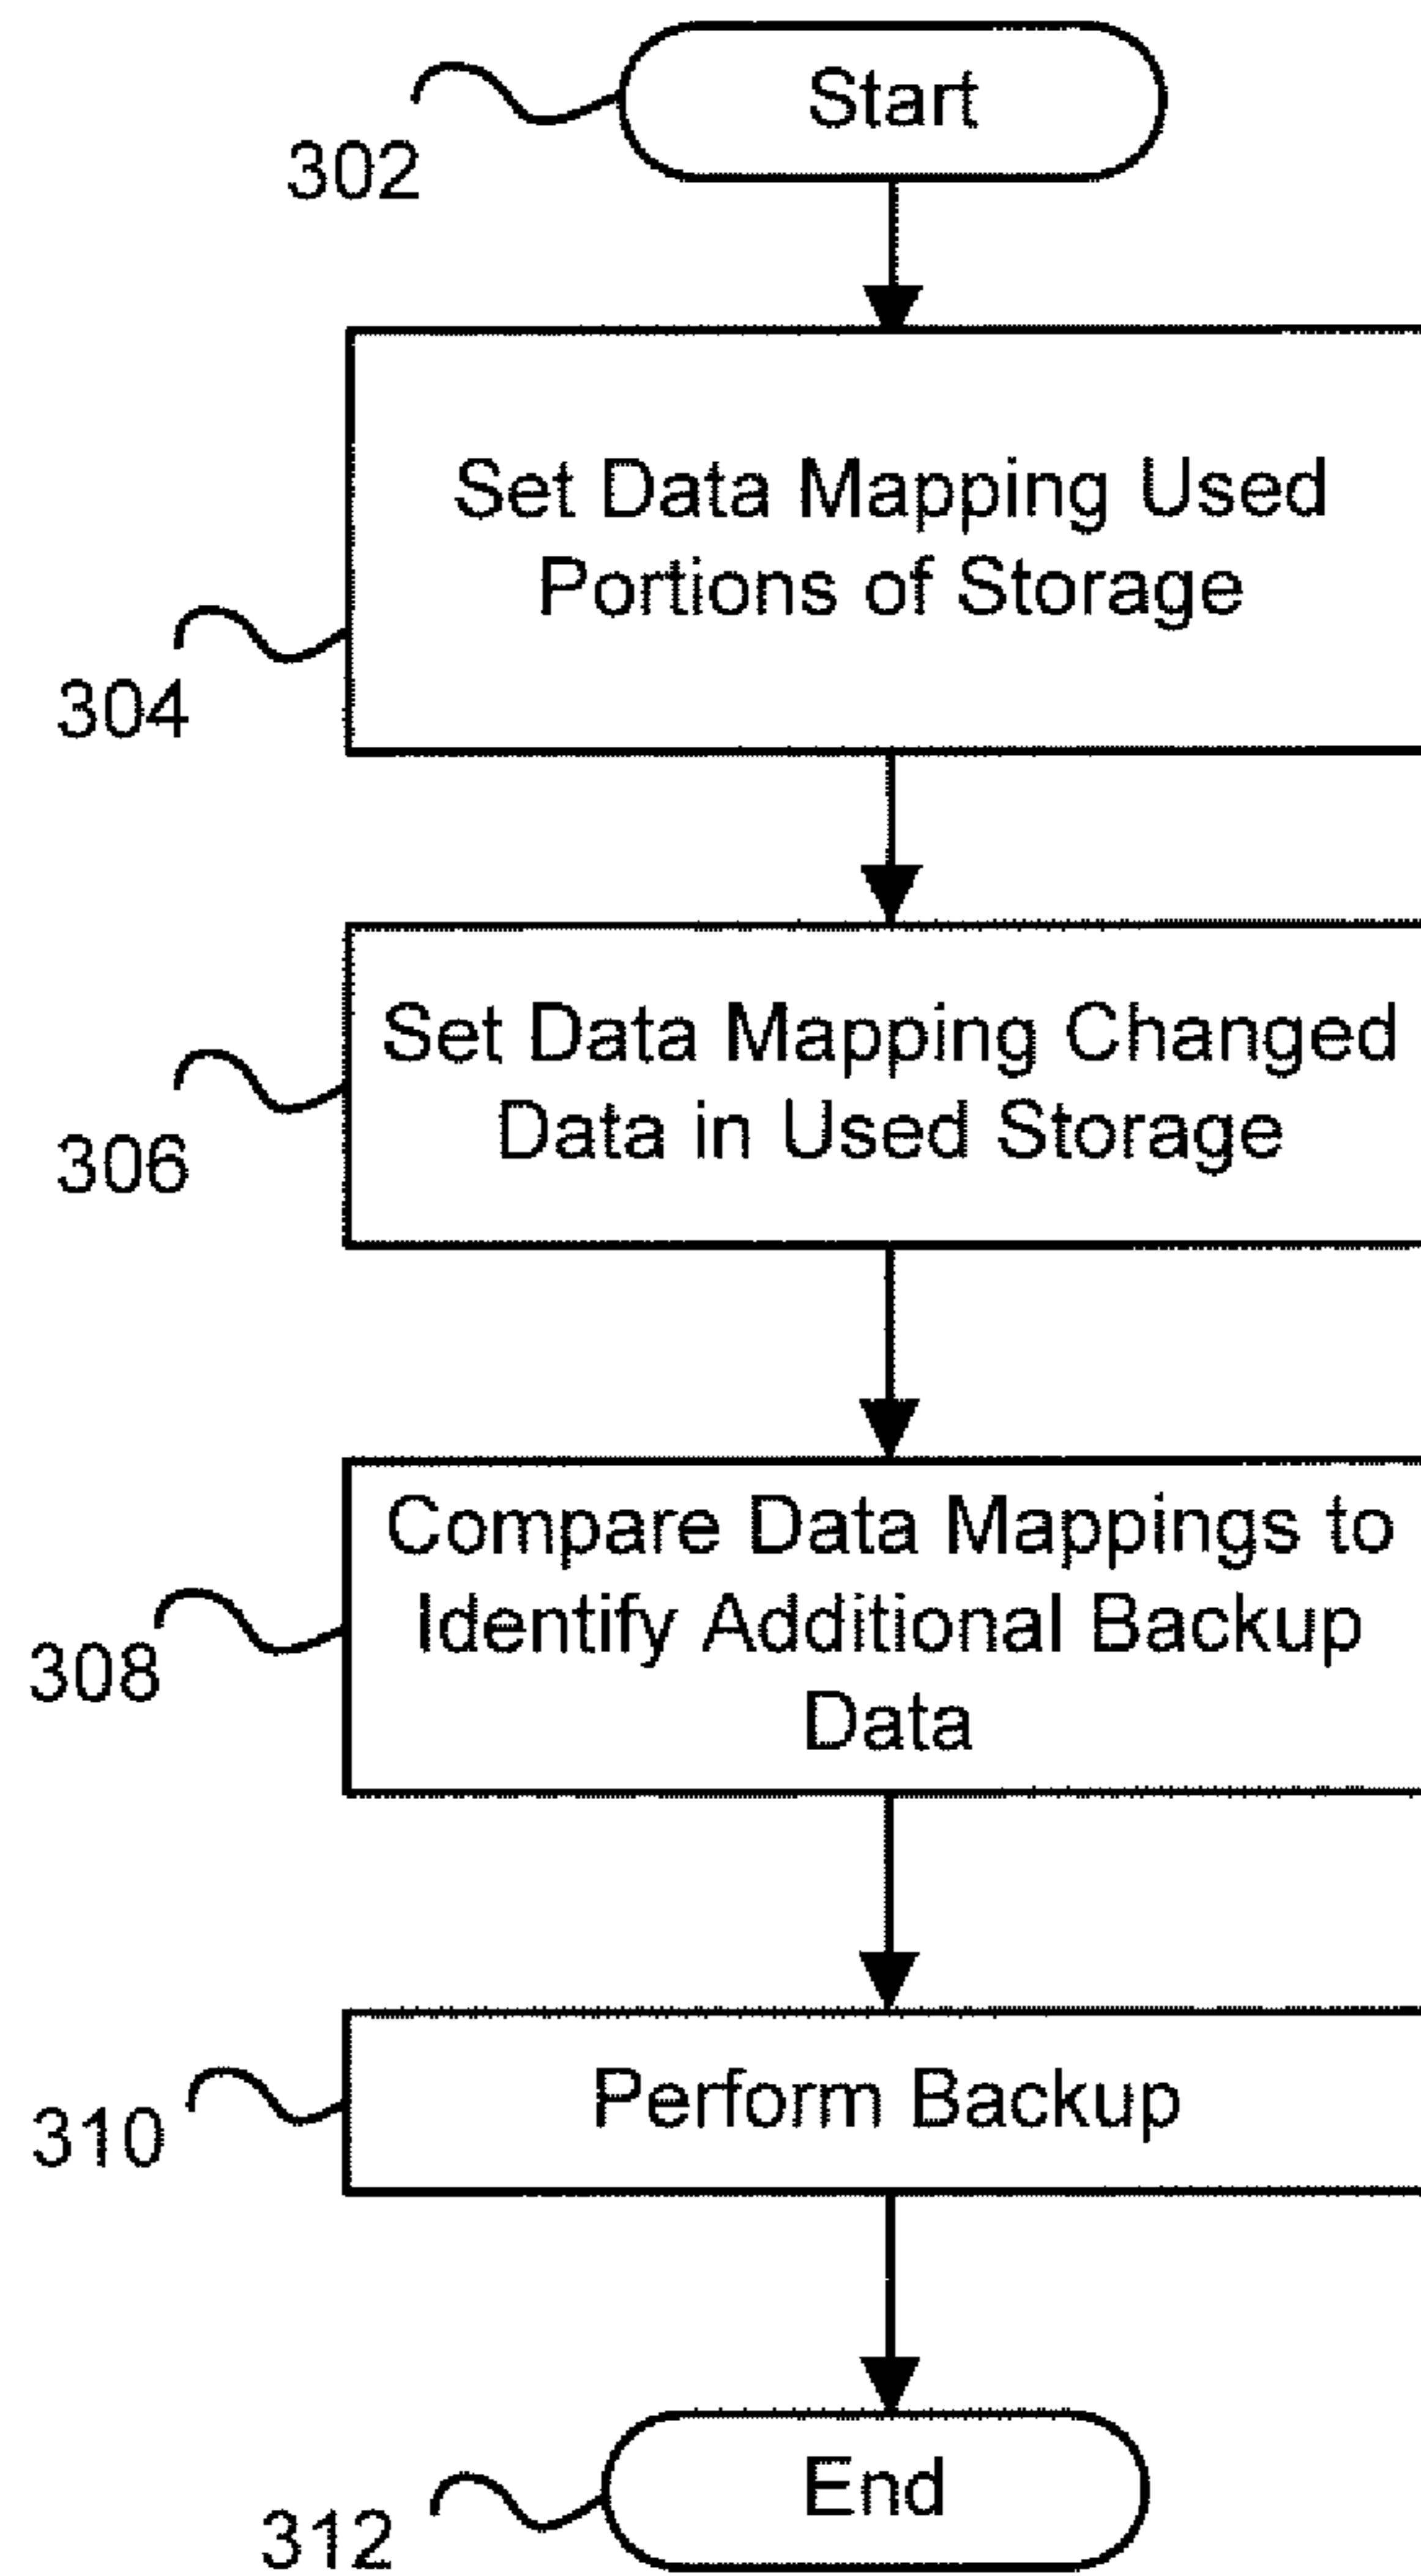 Start
302
Set Data Mapping Used
Portions of Storage
304
Set Data Mapping Changed
Data in Used Storage
306
Compare Data Mappings to
Identify Additional Backup
Data
308
Perform Backup
310
End
312